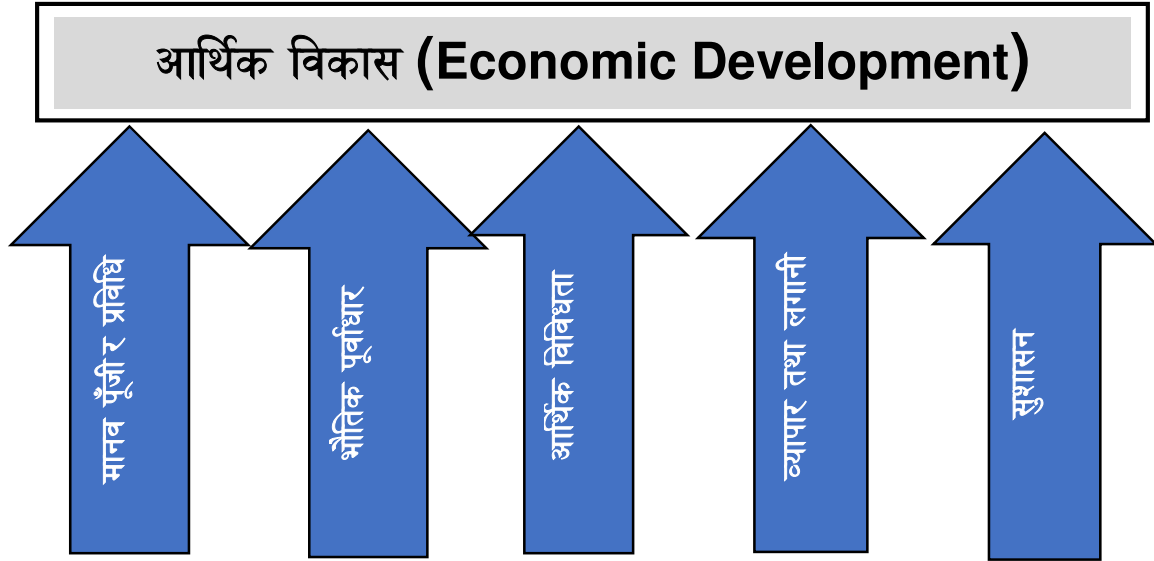 आर्थिक विकास (Economic Development)
मानव पूँजी र प्रविधि
भौतिक पूर्वाधार
आर्थिक विविधता
व्यापार तथा लगानी
सुशासन